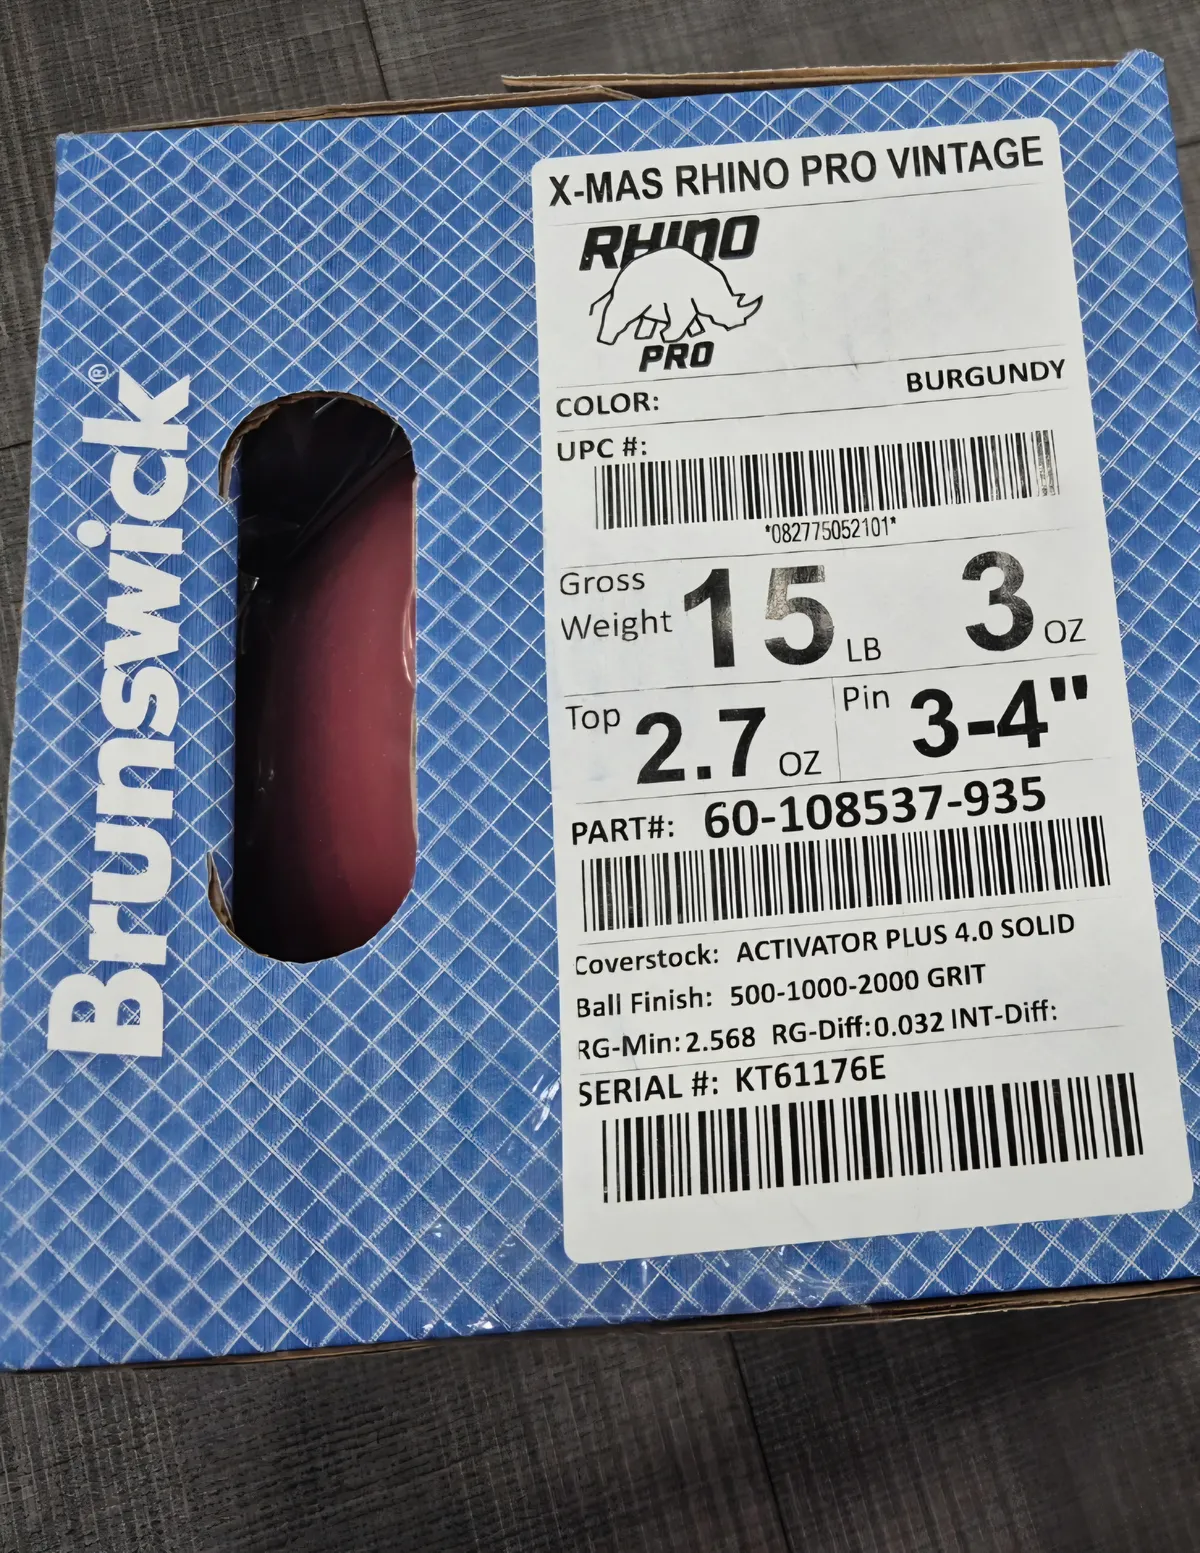 Brunswick®
X-MAS RHINO PRO VINTAGE
RHINO
PRO
COLOR: BURGUNDY
UPC #:
*082775052101*
Gross Weight 15 LB 3 OZ
Top 2.7 OZ Pin 3-4"
PART#: 60-108537-935
Coverstock: ACTIVATOR PLUS 4.0 SOLID
Ball Finish: 500-1000-2000 GRIT
RG-Min: 2.568 RG-Diff: 0.032 INT-Diff:
SERIAL #: KT61176E